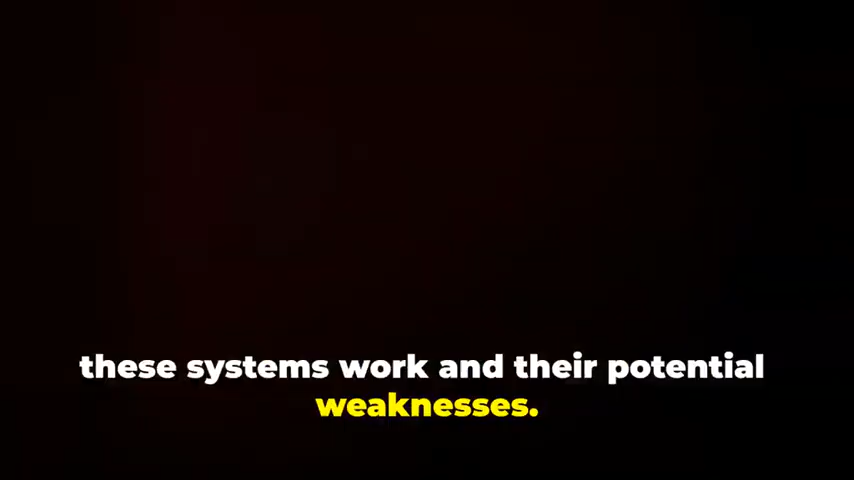 these systems work and their potential
weaknesses.